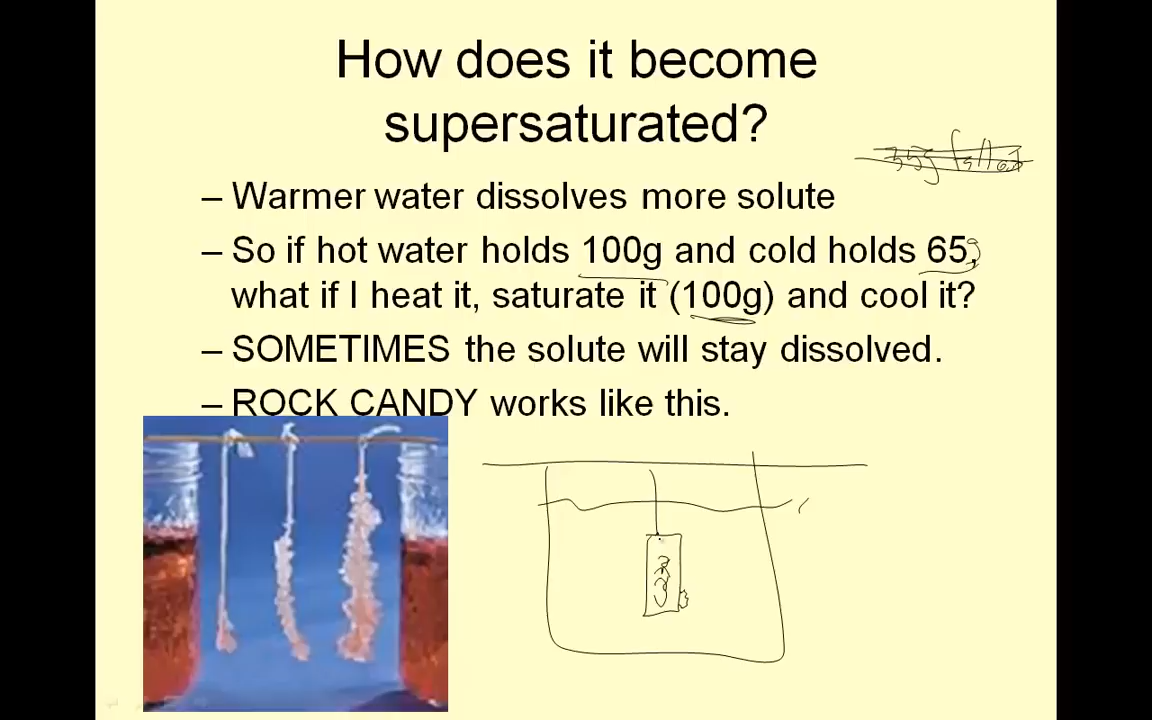 How does it become
supersaturated?
35g
– Warmer water dissolves more solute
– So if hot water holds 100g and cold holds 65g,
what if I heat it, saturate it (100g) and cool it?
– SOMETIMES the solute will stay dissolved.
– ROCK CANDY works like this.